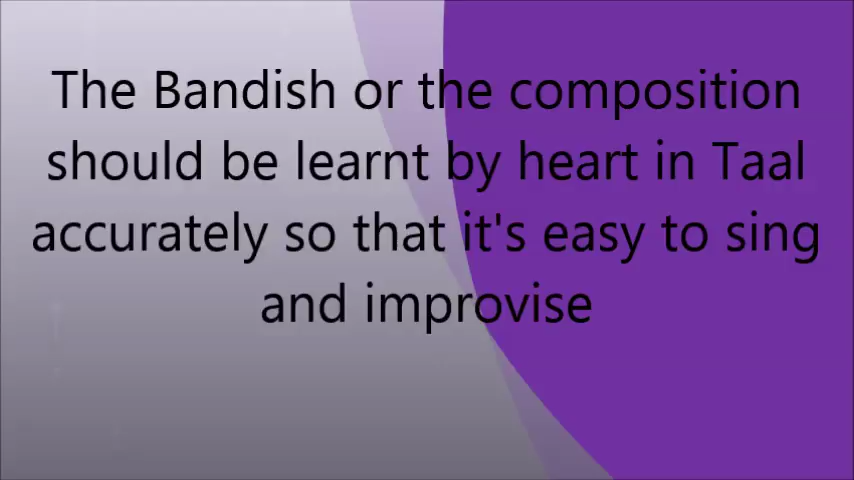 The Bandish or the composition
should be learnt by heart in Taal
accurately so that it's easy to sing
and improvise